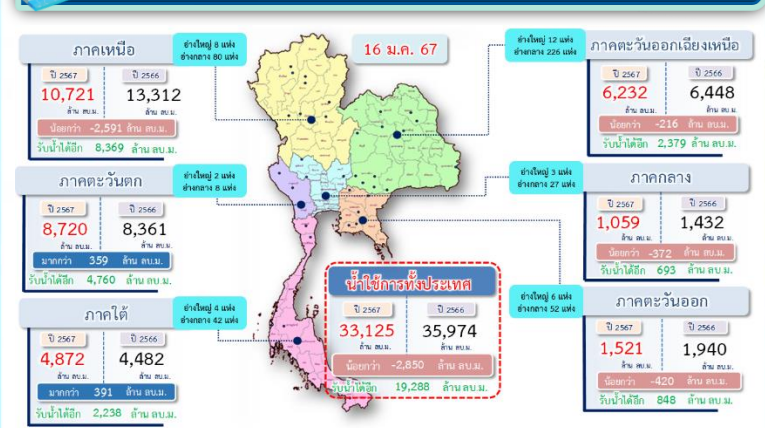 16 ม.ค. 67
ภาคเหนือ
อ่างใหญ่ 8 แห่ง
อ่างกลาง 80 แห่ง
ปี 2567 ปี 2566
10,721 13,312
ล้าน ลบ.ม. ล้าน ลบ.ม.
น้อยกว่า -2,591 ล้าน ลบ.ม.
รับน้ำได้อีก 8,369 ล้าน ลบ.ม.
ภาคตะวันออกเฉียงเหนือ
อ่างใหญ่ 12 แห่ง
อ่างกลาง 226 แห่ง
ปี 2567 ปี 2566
6,232 6,448
ล้าน ลบ.ม. ล้าน ลบ.ม.
น้อยกว่า -216 ล้าน ลบ.ม.
รับน้ำได้อีก 2,379 ล้าน ลบ.ม.
ภาคตะวันตก
อ่างใหญ่ 2 แห่ง
อ่างกลาง 8 แห่ง
ปี 2567 ปี 2566
8,720 8,361
ล้าน ลบ.ม. ล้าน ลบ.ม.
มากกว่า 359 ล้าน ลบ.ม.
รับน้ำได้อีก 4,760 ล้าน ลบ.ม.
ภาคกลาง
อ่างใหญ่ 3 แห่ง
อ่างกลาง 27 แห่ง
ปี 2567 ปี 2566
1,059 1,432
ล้าน ลบ.ม. ล้าน ลบ.ม.
น้อยกว่า -372 ล้าน ลบ.ม.
รับน้ำได้อีก 693 ล้าน ลบ.ม.
ภาคใต้
อ่างใหญ่ 4 แห่ง
อ่างกลาง 42 แห่ง
ปี 2567 ปี 2566
4,872 4,482
ล้าน ลบ.ม. ล้าน ลบ.ม.
มากกว่า 391 ล้าน ลบ.ม.
รับน้ำได้อีก 2,238 ล้าน ลบ.ม.
น้ำใช้การทั้งประเทศ
ปี 2567 ปี 2566
33,125 35,974
ล้าน ลบ.ม. ล้าน ลบ.ม.
น้อยกว่า -2,850 ล้าน ลบ.ม.
รับน้ำได้อีก 19,288 ล้าน ลบ.ม.
ภาคตะวันออก
อ่างใหญ่ 6 แห่ง
อ่างกลาง 52 แห่ง
ปี 2567 ปี 2566
1,521 1,940
ล้าน ลบ.ม. ล้าน ลบ.ม.
น้อยกว่า -420 ล้าน ลบ.ม.
รับน้ำได้อีก 848 ล้าน ลบ.ม.